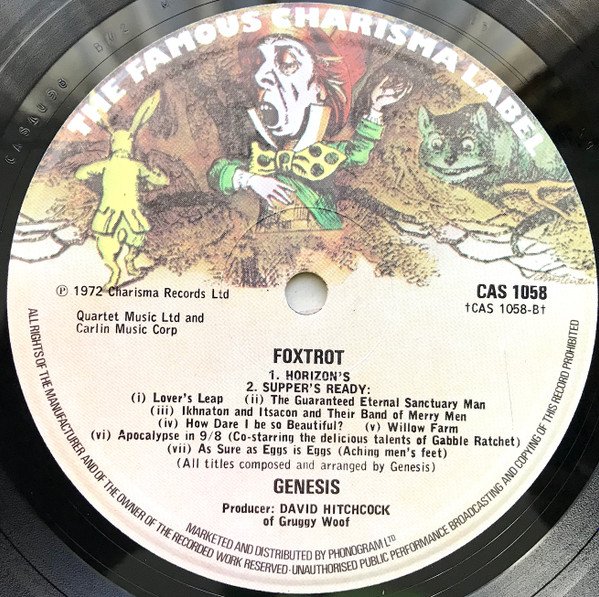 THE FAMOUS CHARISMA LABEL
℗ 1972 Charisma Records Ltd
Quartet Music Ltd and
Carlin Music Corp
CAS 1058
†CAS 1058-B†
FOXTROT
1. HORIZON'S
2. SUPPER'S READY:
(i) Lover's Leap (ii) The Guaranteed Eternal Sanctuary Man
(iii) Ikhnaton and Itsacon and Their Band of Merry Men
(iv) How Dare I be so Beautiful? (v) Willow Farm
(vi) Apocalypse in 9/8 (Co-starring the delicious talents of Gabble Ratchet)
(vii) As Sure as Eggs is Eggs (Aching men's feet)
(All titles composed and arranged by Genesis)
GENESIS
Producer: DAVID HITCHCOCK
of Gruggy Woof
MARKETED AND DISTRIBUTED BY PHONOGRAM LTD
ALL RIGHTS OF THE MANUFACTURER AND OF THE OWNER OF THE RECORDED WORK RESERVED-UNAUTHORISED PUBLIC PERFORMANCE BROADCASTING AND COPYING OF THIS RECORD PROHIBITED